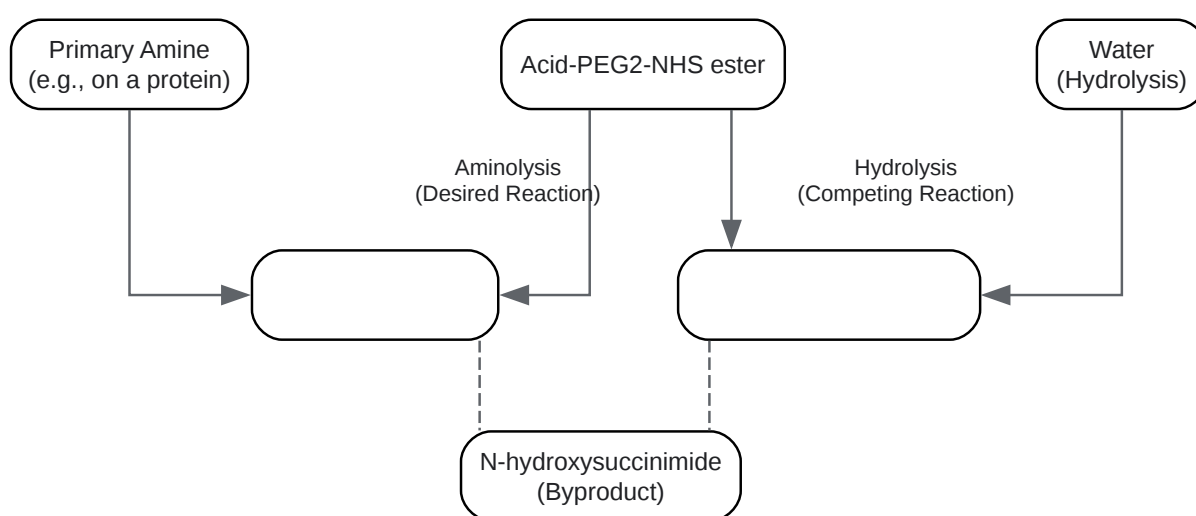 Primary Amine
(e.g., on a protein)
Acid-PEG2-NHS ester
Water
(Hydrolysis)
Aminolysis
(Desired Reaction)
Hydrolysis
(Competing Reaction)
N-hydroxysuccinimide
(Byproduct)